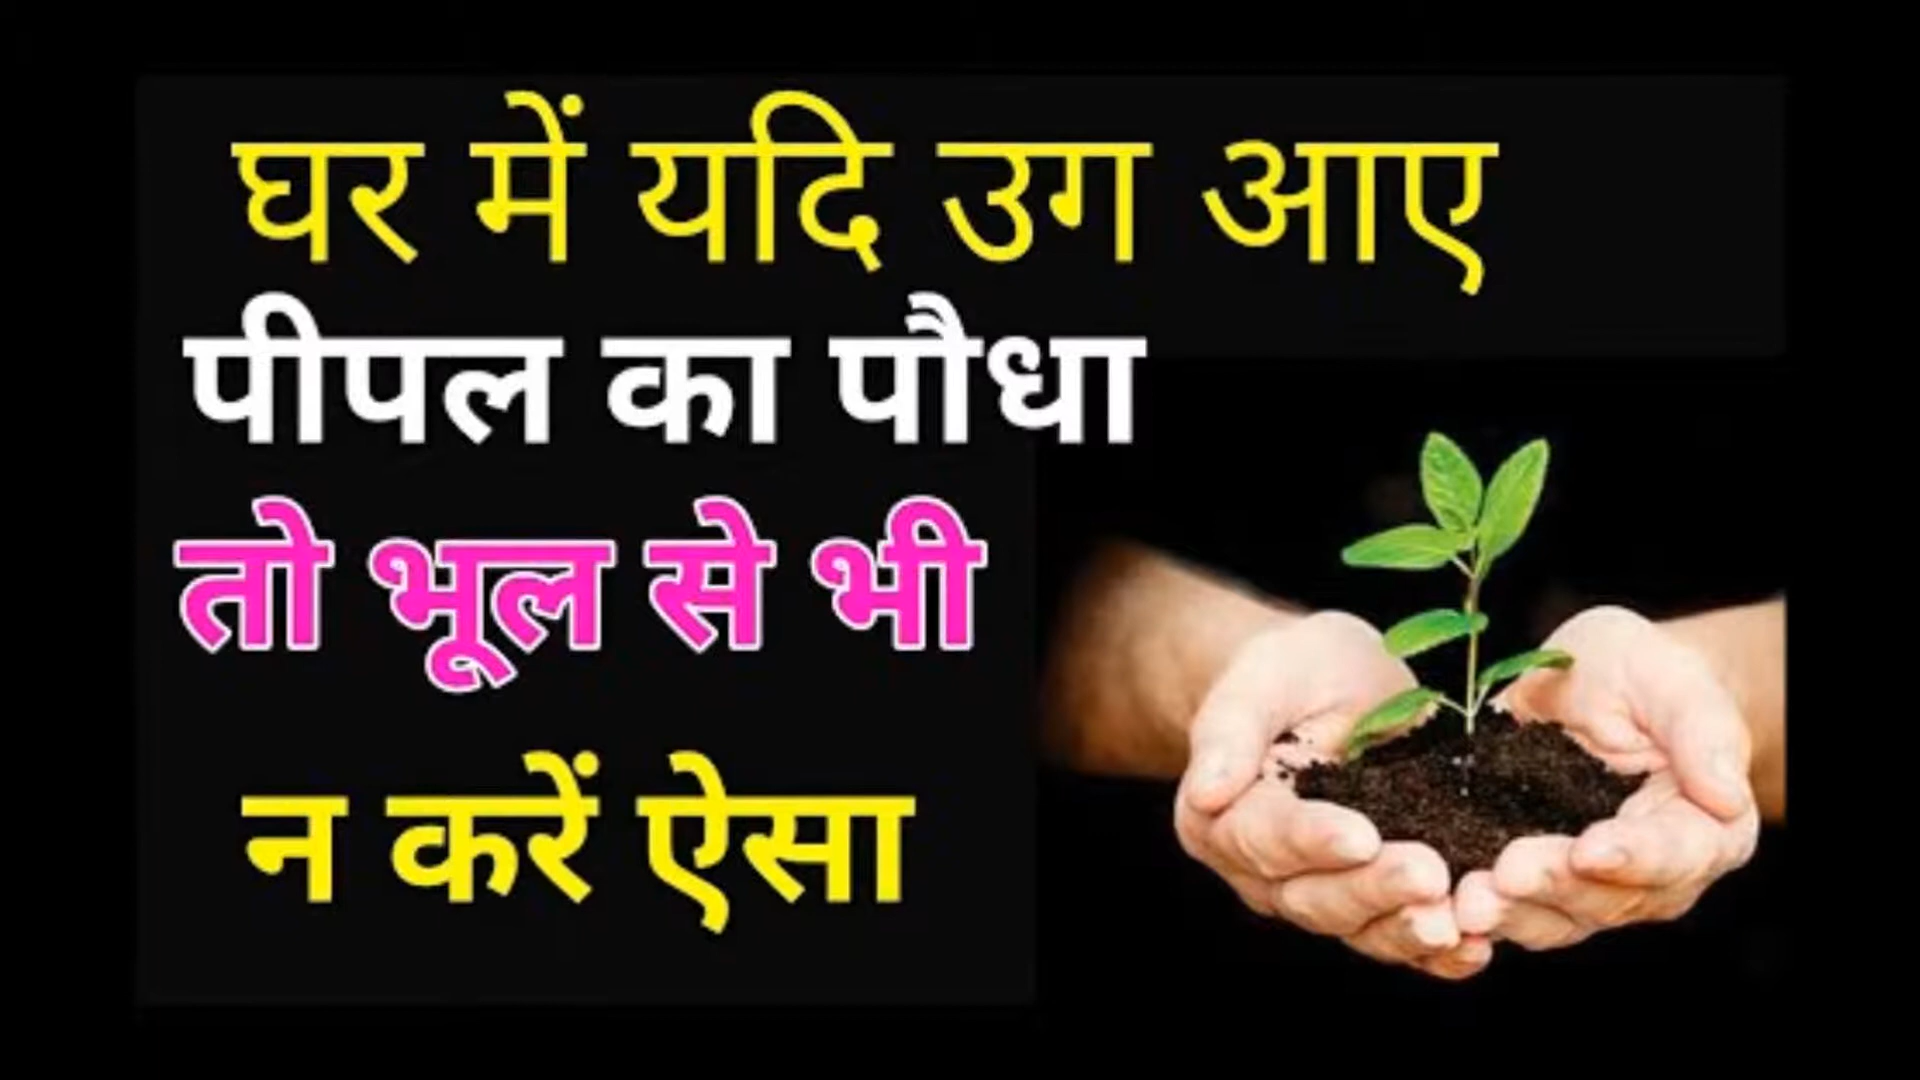 घर में यदि उग आए
पीपल का पौधा
तो भूल से भी
न करें ऐसा